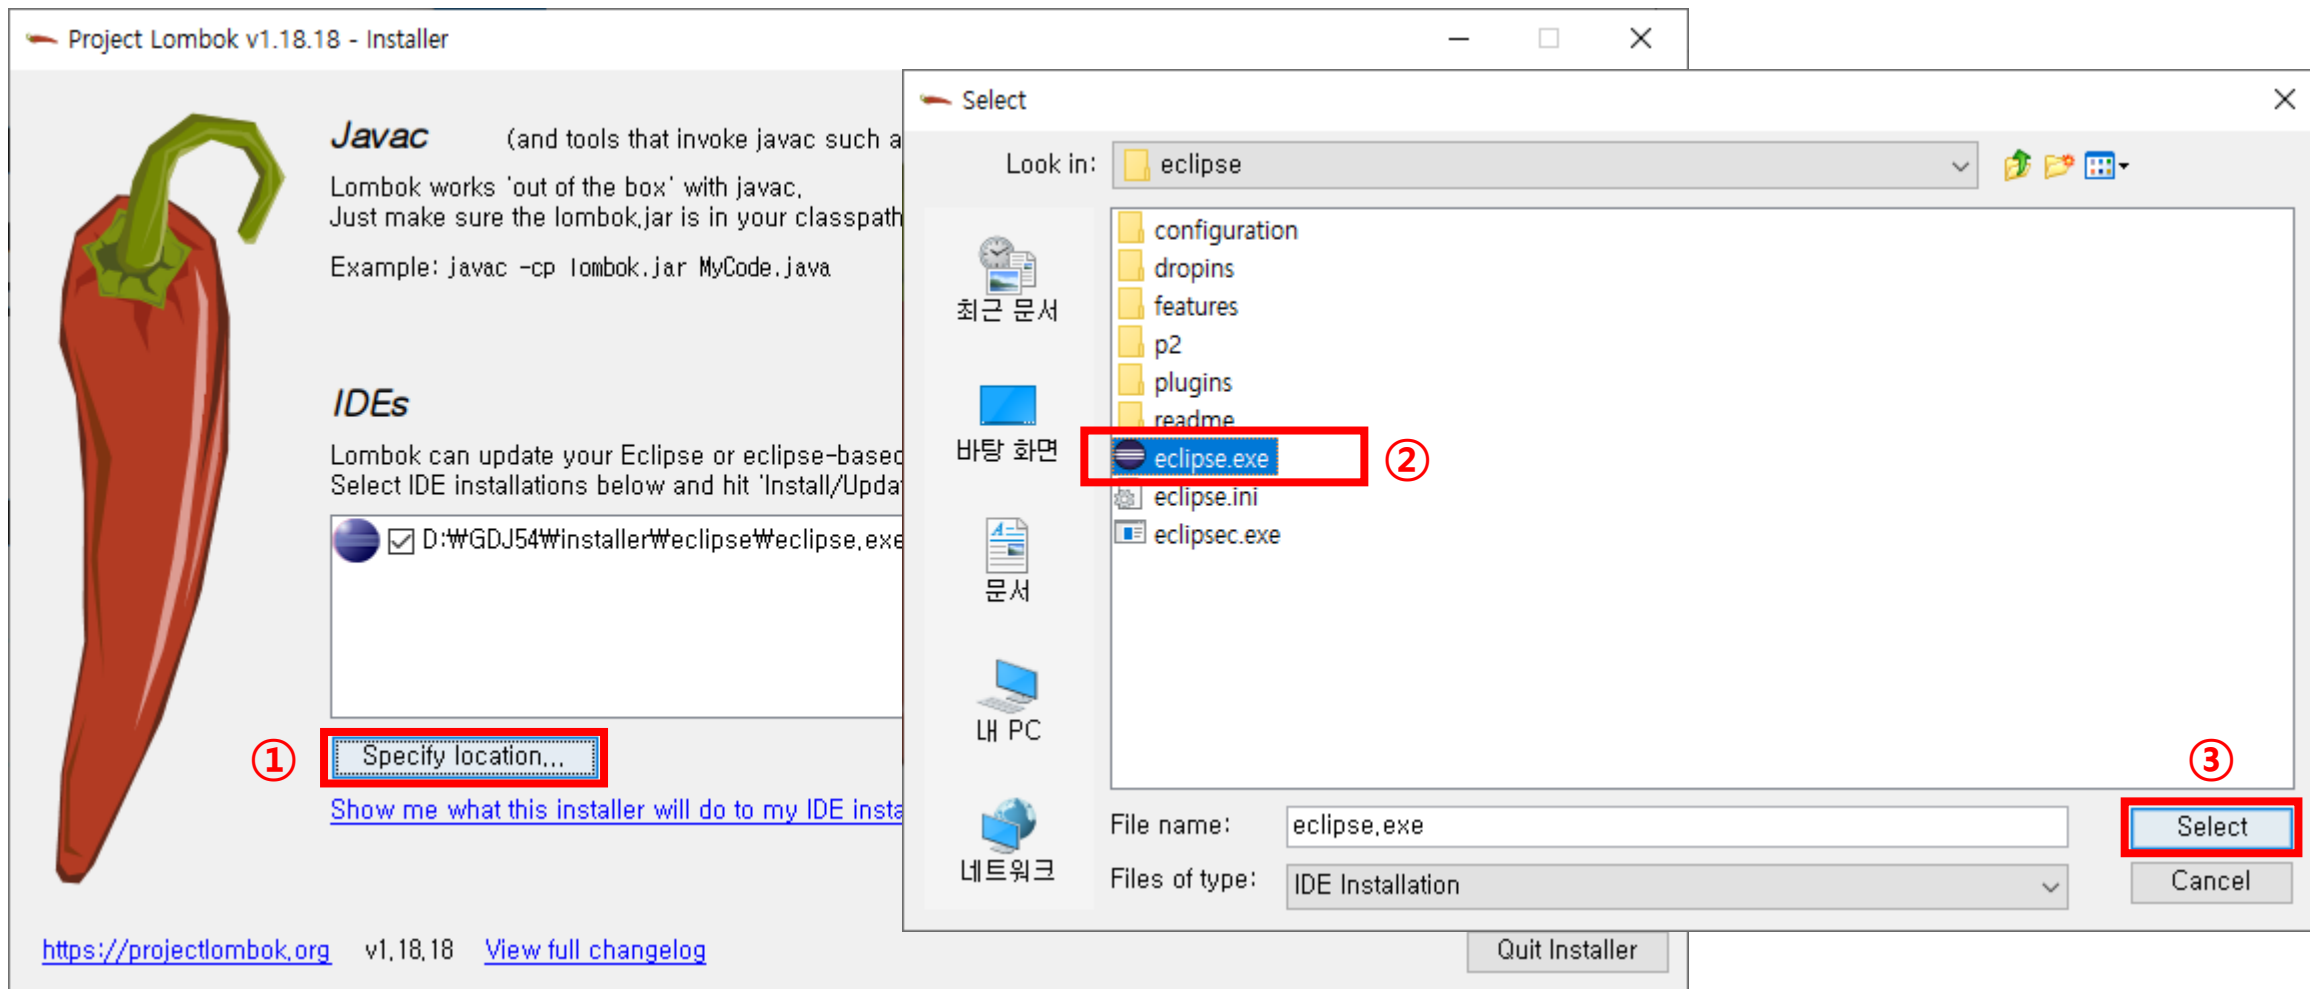 Project Lombok v1.18.18 - Installer
Javac (and tools that invoke javac such a
Lombok works 'out of the box' with javac.
Just make sure the lombok.jar is in your classpath
Example: javac -cp lombok.jar MyCode.java
IDEs
Lombok can update your Eclipse or eclipse-based
Select IDE installations below and hit 'Install/Upda
D:₩GDJ54₩installer₩eclipse₩eclipse.exe
① Specify location...
Show me what this installer will do to my IDE insta
https://projectlombok.org v1.18.18 View full changelog
Quit Installer
Select
Look in: eclipse
최근 문서
바탕 화면
문서
내 PC
네트워크
configuration
dropins
features
p2
plugins
readme
eclipse.exe ②
eclipse.ini
eclipsec.exe
③
File name: eclipse.exe Select
Files of type: IDE Installation Cancel